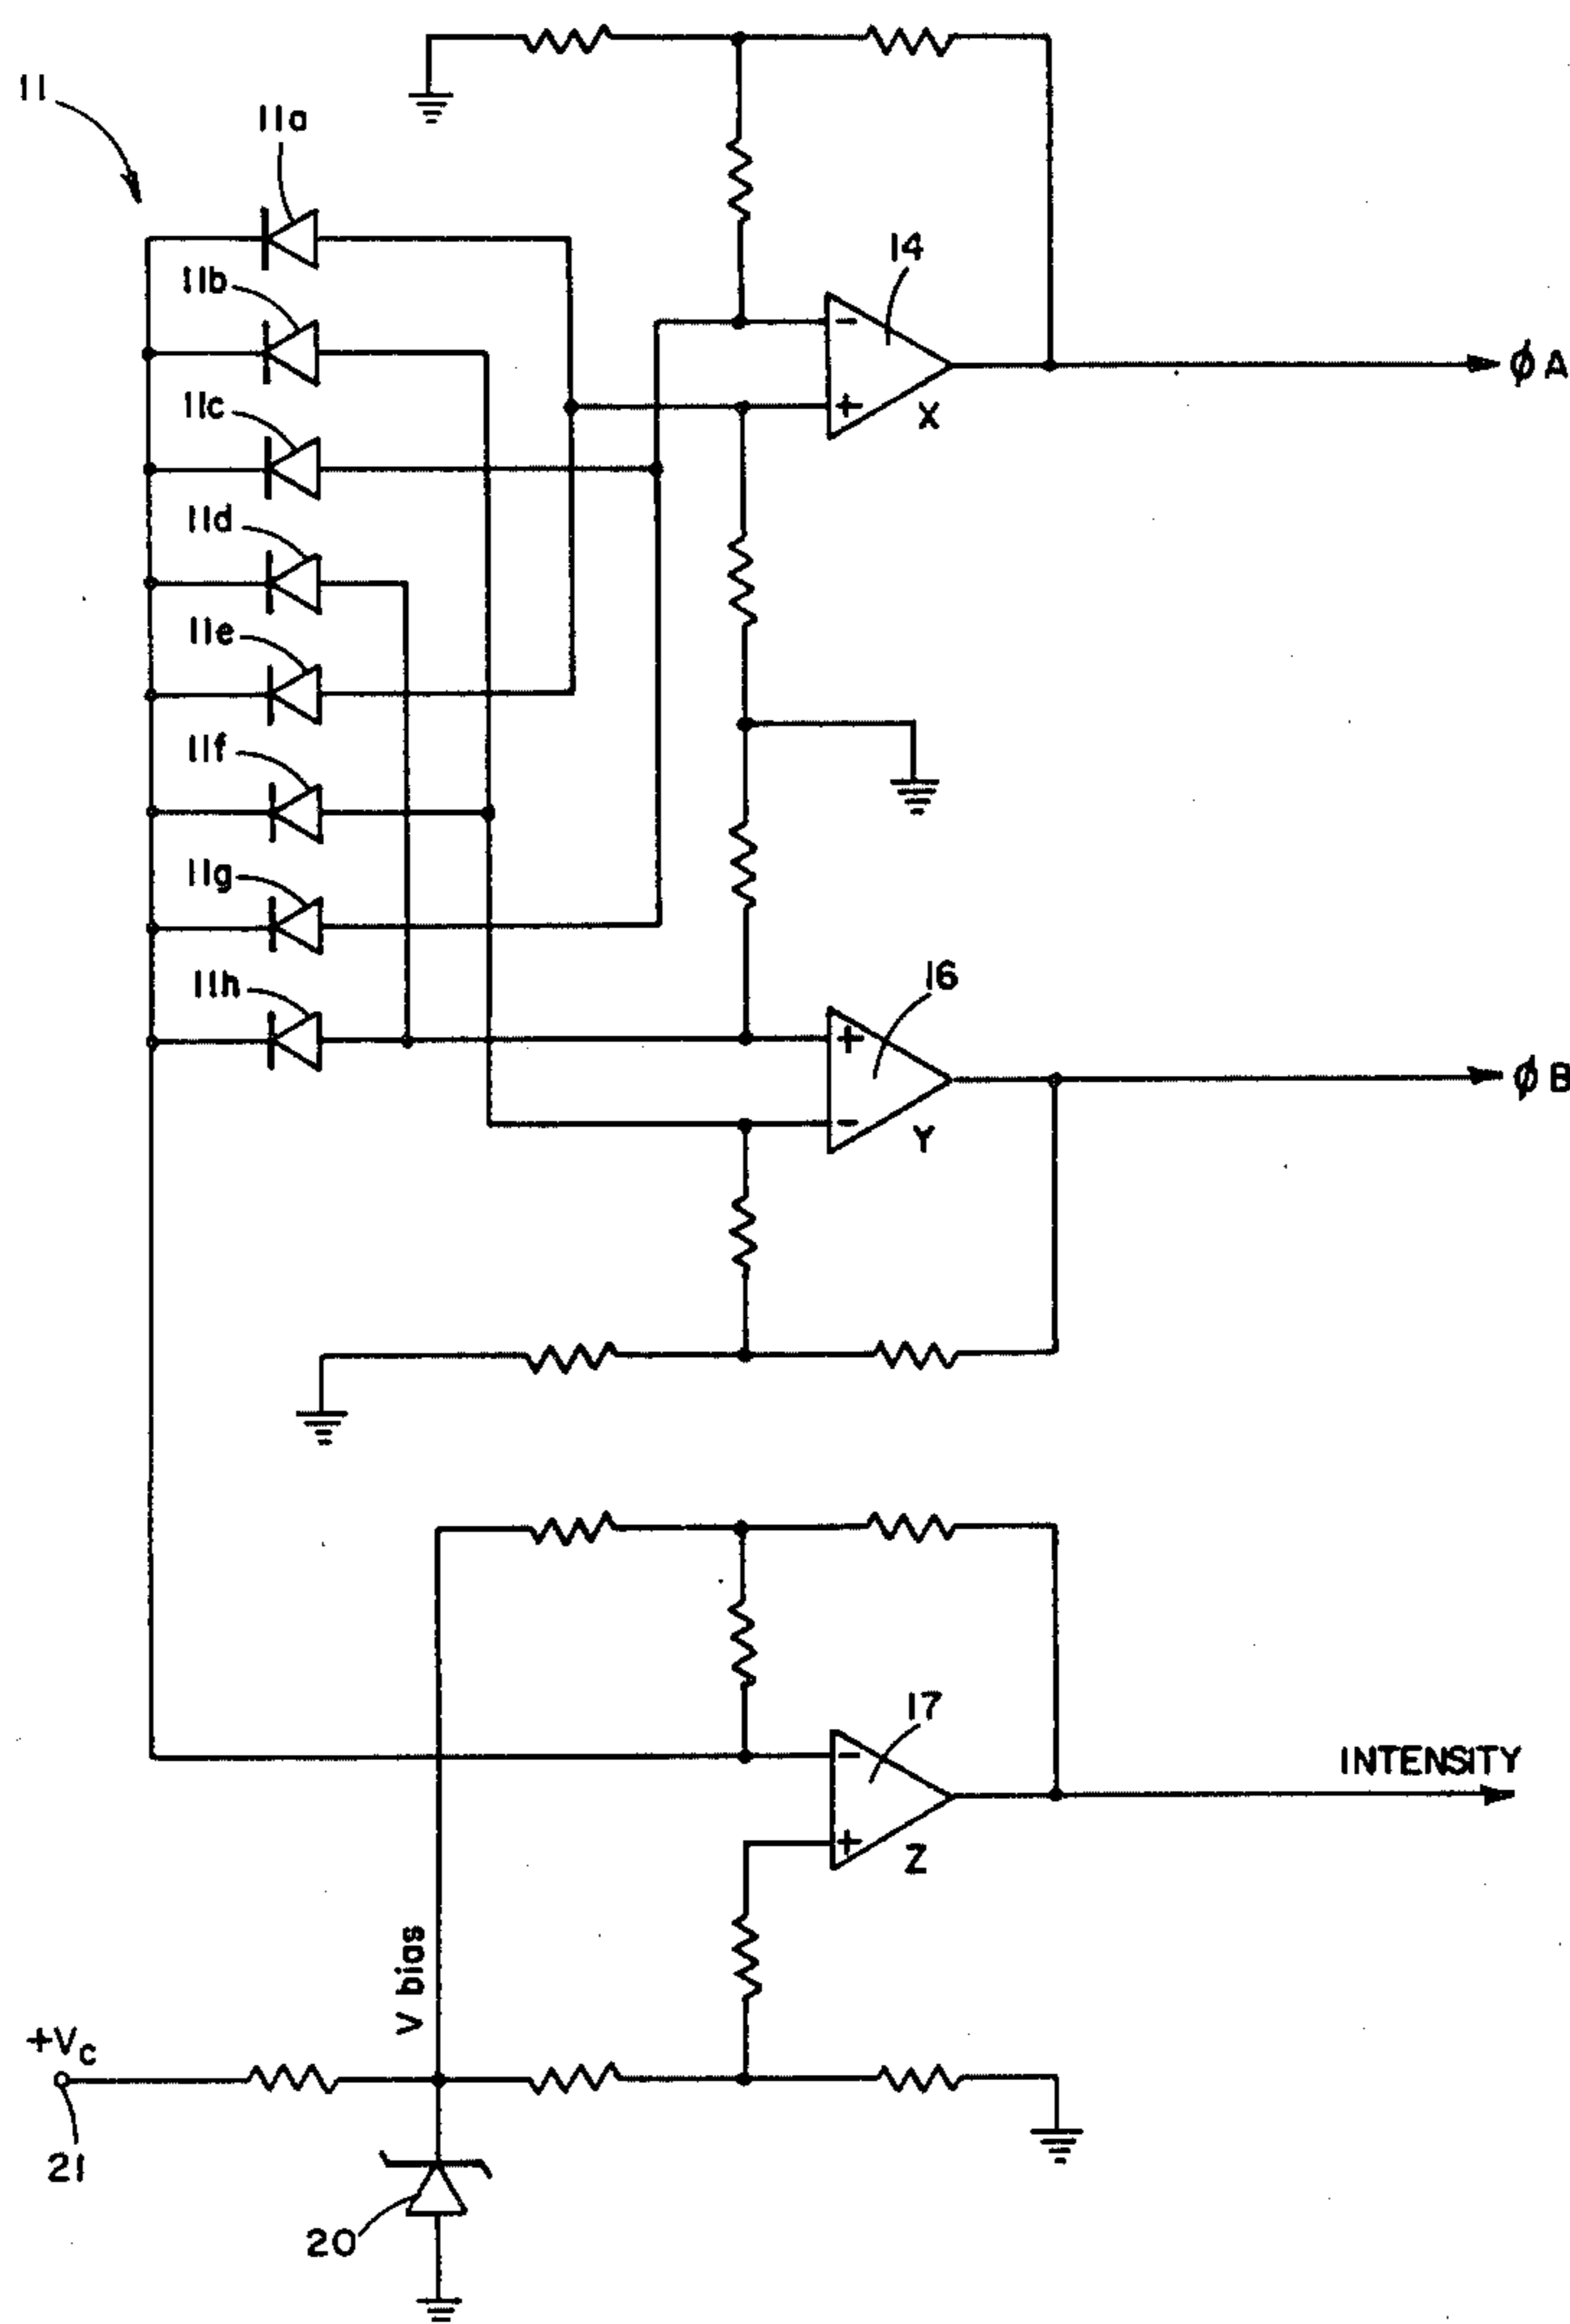 11
11a
11b
14
ϕA
11c
+
-
X
11d
11e
11f
11g
16
11h
+
ϕB
-
Y
17
-
INTENSITY
+
Z
V bias
+Vc
21
20